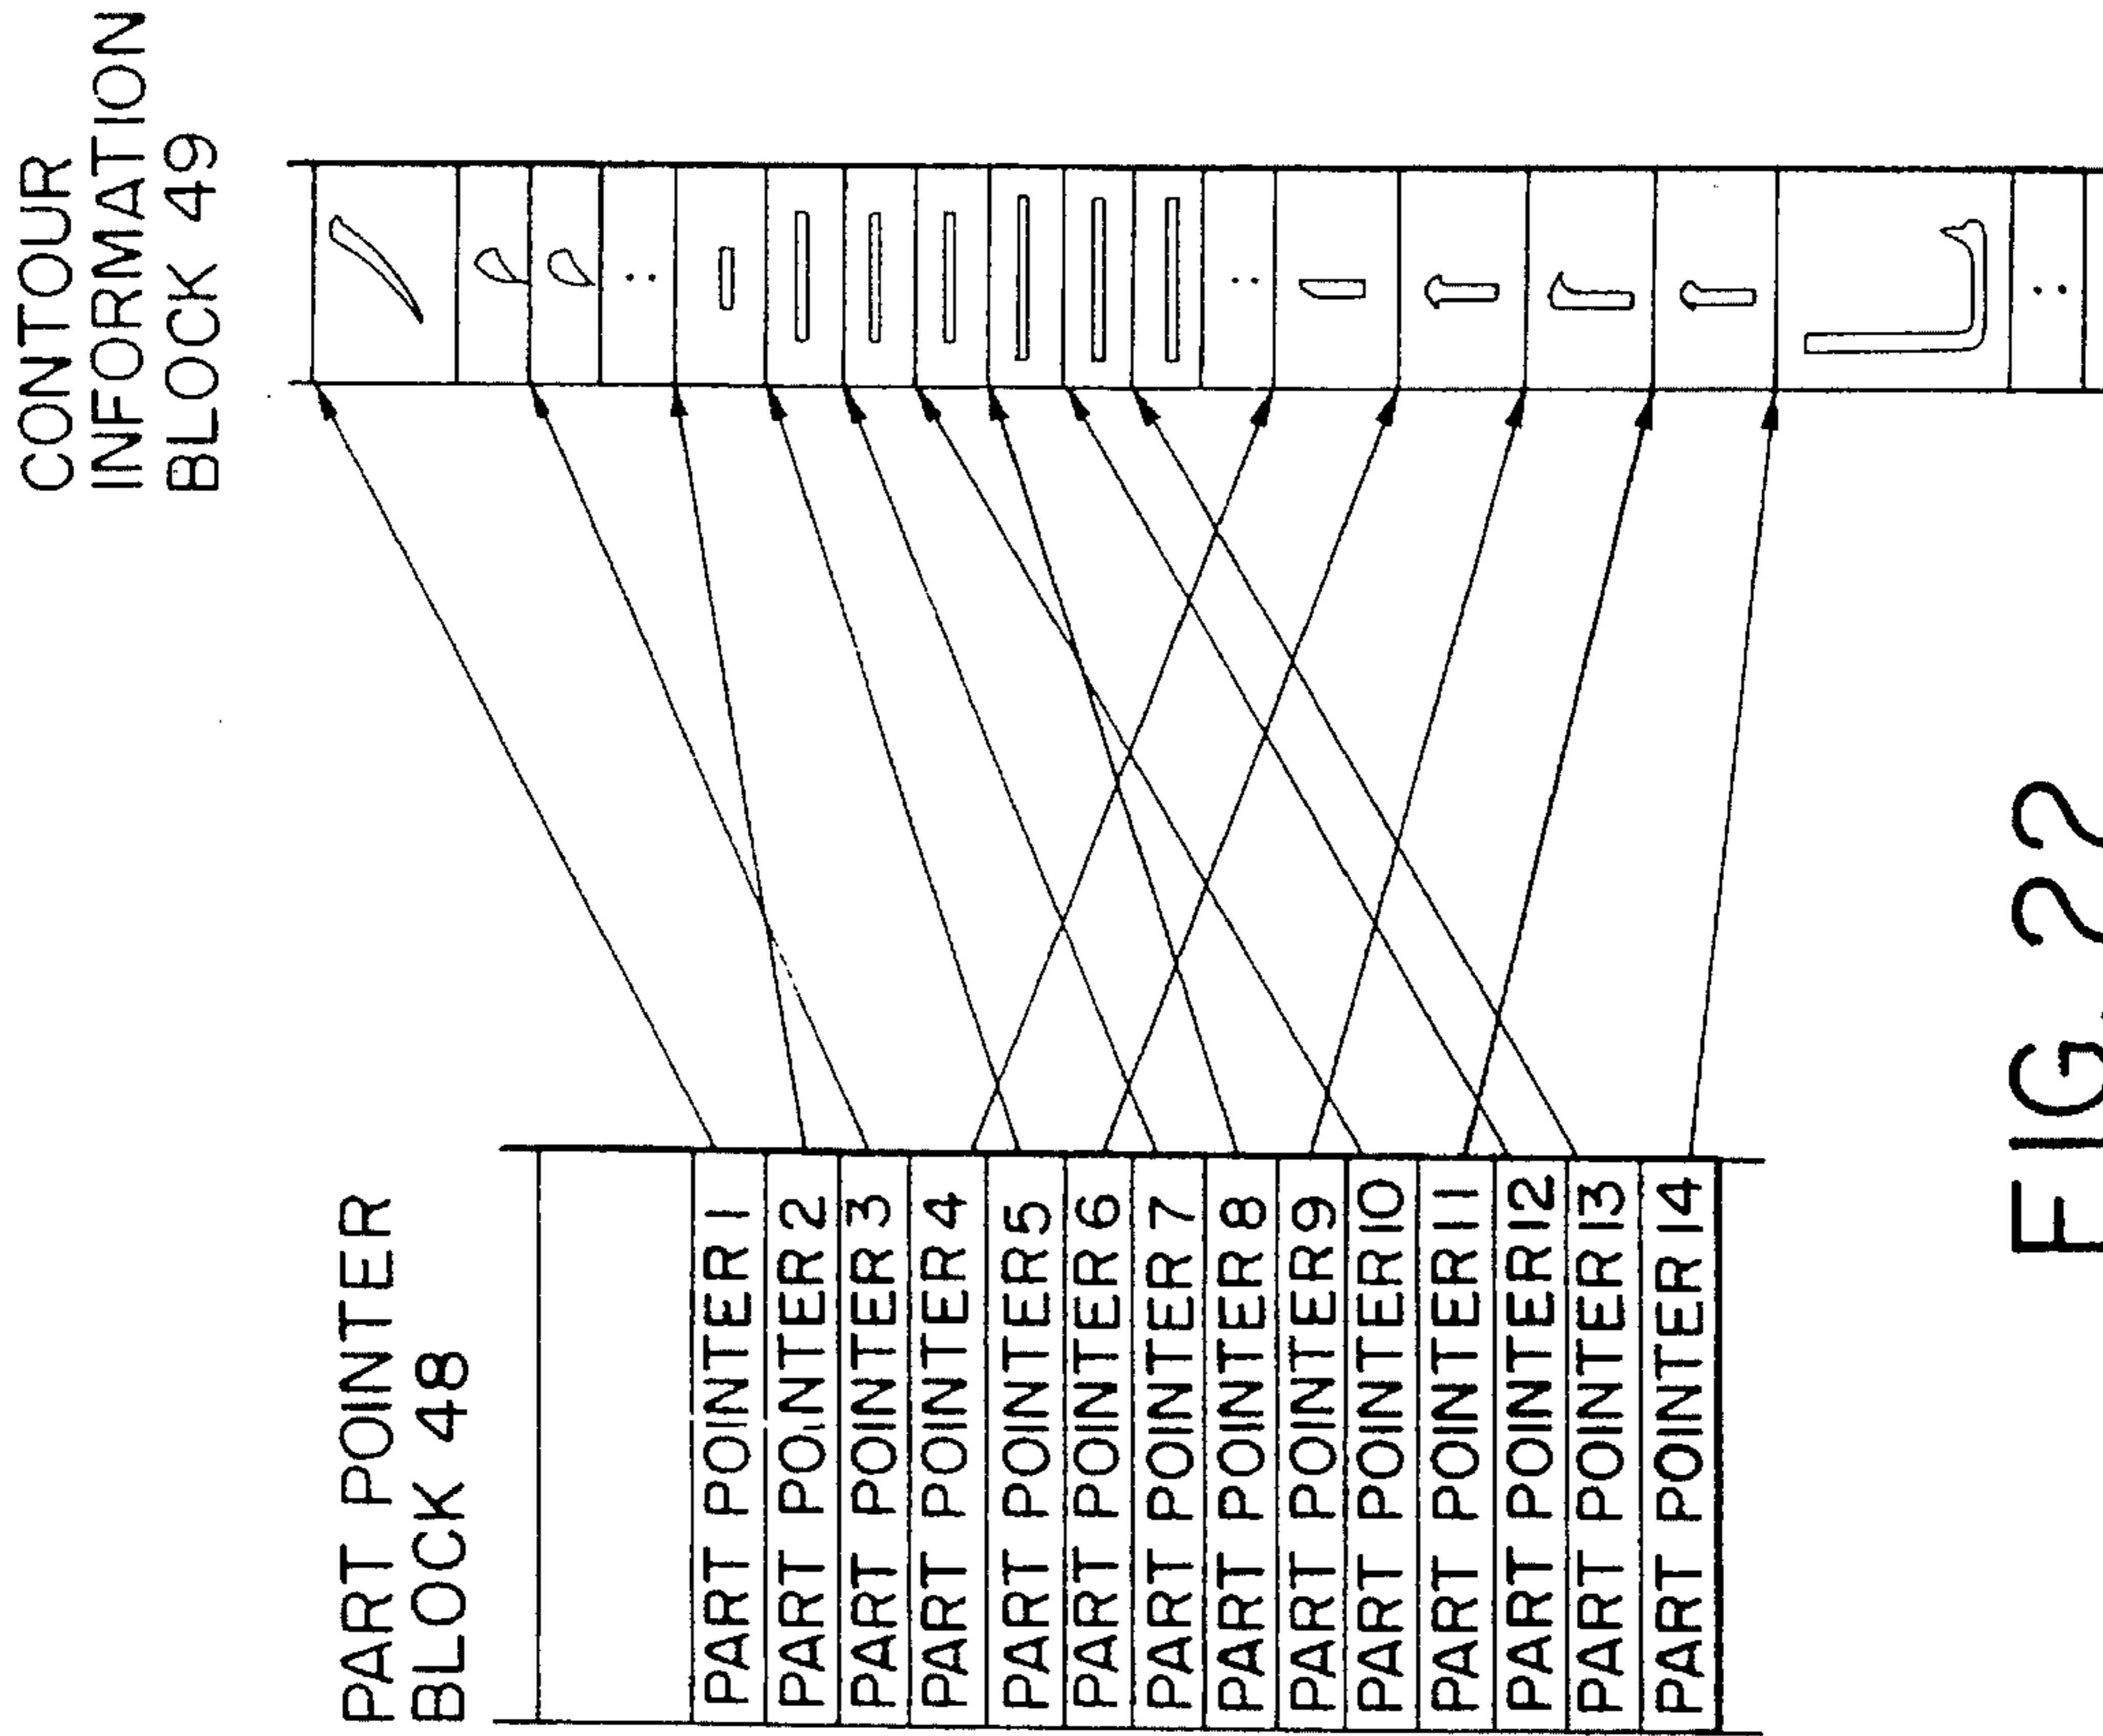 PART POINTER
BLOCK 48
PART POINTER 1
PART POINTER 2
PART POINTER 3
PART POINTER 4
PART POINTER 5
PART POINTER 6
PART POINTER 7
PART POINTER 8
PART POINTER 9
PART POINTER 10
PART POINTER 11
PART POINTER 12
PART POINTER 13
PART POINTER 14
CONTOUR
INFORMATION
BLOCK 49
FIG. 22